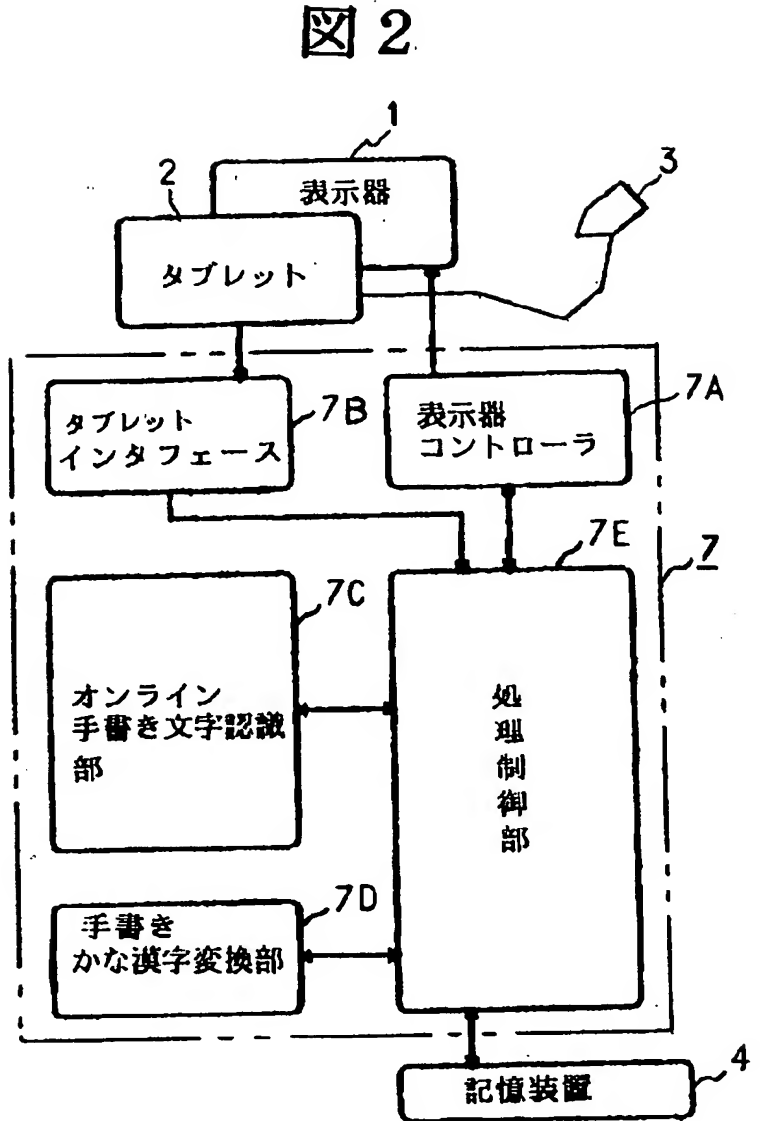 図2
1
2
3
表示器
タブレット
7B
7A
タブレット
インタフェース
表示器
コントローラ
7E
7
7C
オンライン
手書き文字認識
部
処理制御部
7D
手書き
かな漢字変換部
4
記憶装置